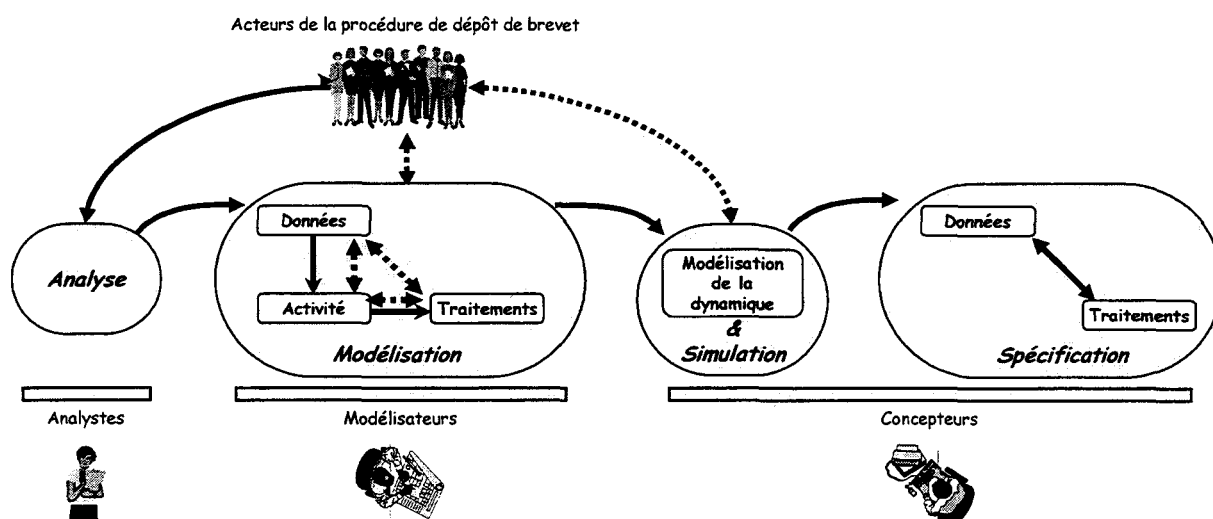 Acteurs de la procédure de dépôt de brevet
Analyse
Données
Activité
Traitements
Modélisation
Modélisation
de la
dynamique
&
Simulation
Données
Traitements
Spécification
Analystes
Modélisateurs
Concepteurs